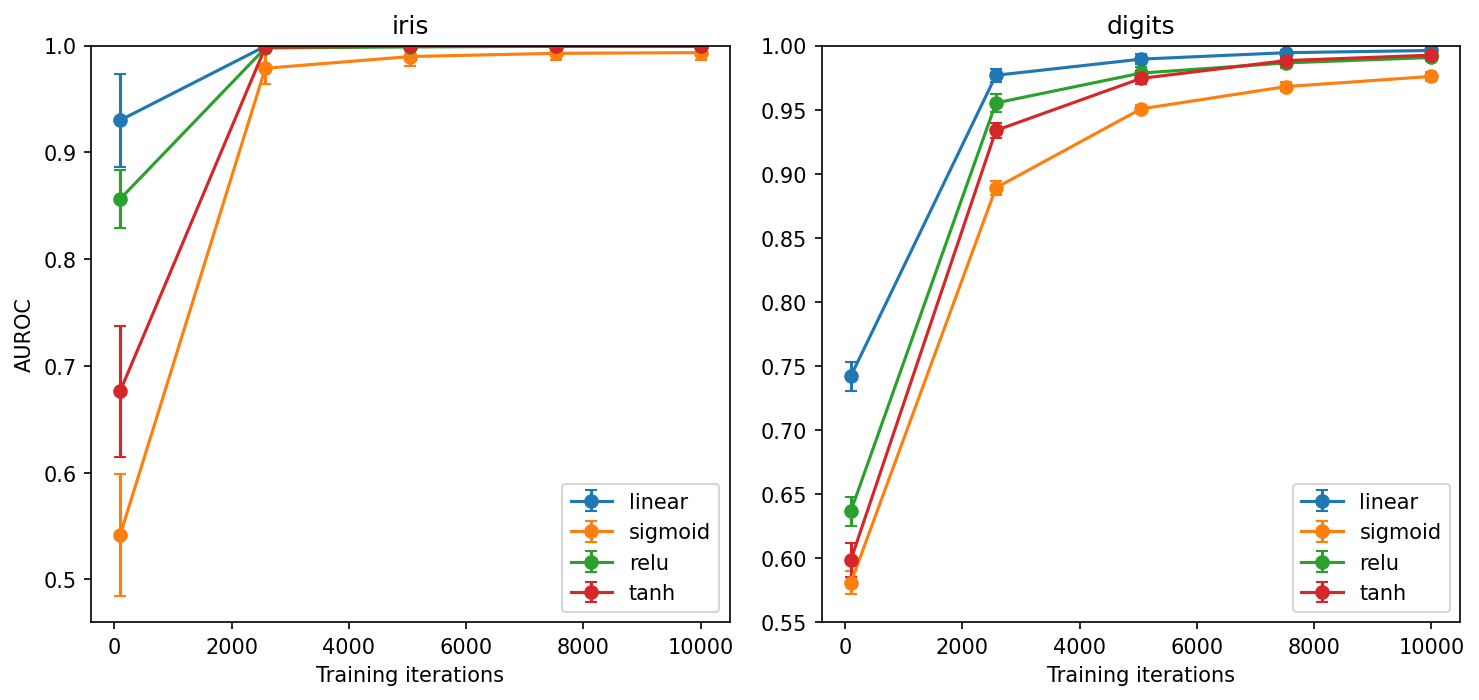 iris
1.0
0.9
0.8
0.7
0.6
0.5
AUROC
0
2000
4000
6000
8000
10000
Training iterations
linear
sigmoid
relu
tanh
digits
1.00
0.95
0.90
0.85
0.80
0.75
0.70
0.65
0.60
0.55
0
2000
4000
6000
8000
10000
Training iterations
linear
sigmoid
relu
tanh